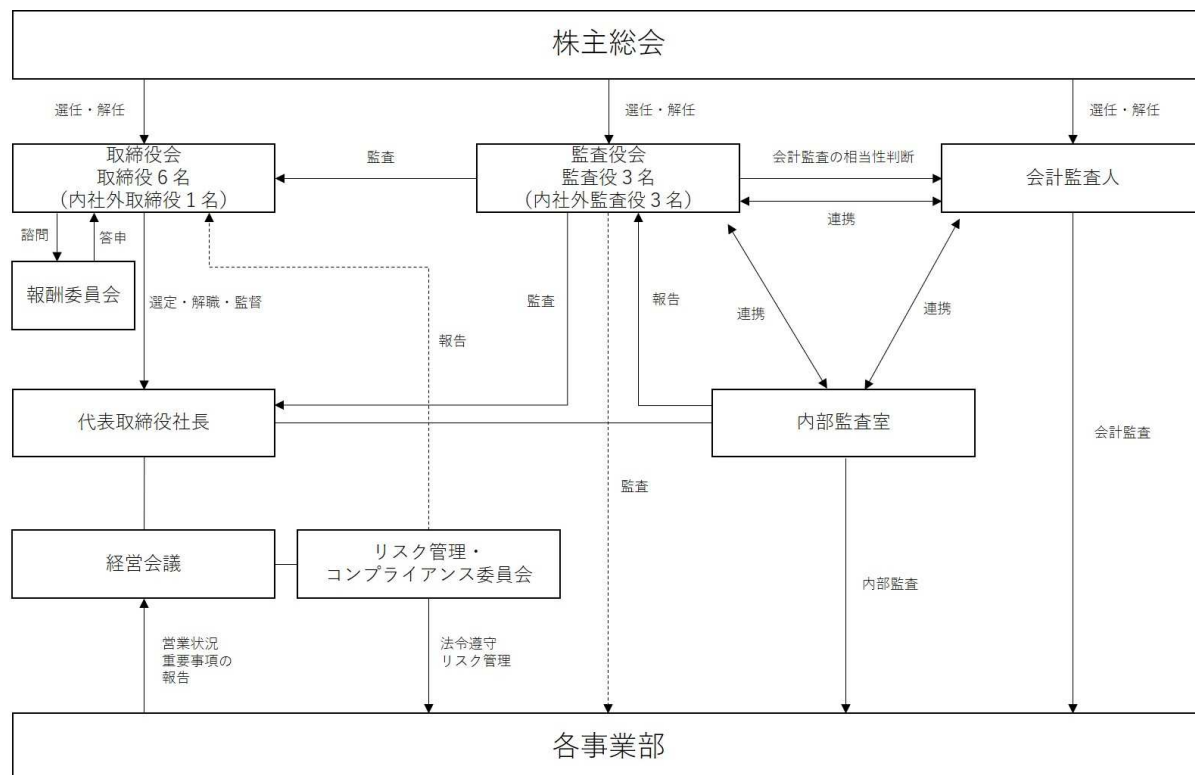 株主総会
選任・解任
選任・解任
選任・解任
取締役会
取締役6名
(内社外取締役1名)
監査
監査役会
監査役3名
(内社外監査役3名)
会計監査の相当性判断
連携
会計監査人
諮問
答申
報酬委員会
選定・解職・監督
報告
監査
報告
連携
連携
代表取締役社長
内部監査室
会計監査
監査
経営会議
リスク管理・
コンプライアンス委員会
内部監査
営業状況
重要事項の
報告
法令遵守
リスク管理
各事業部